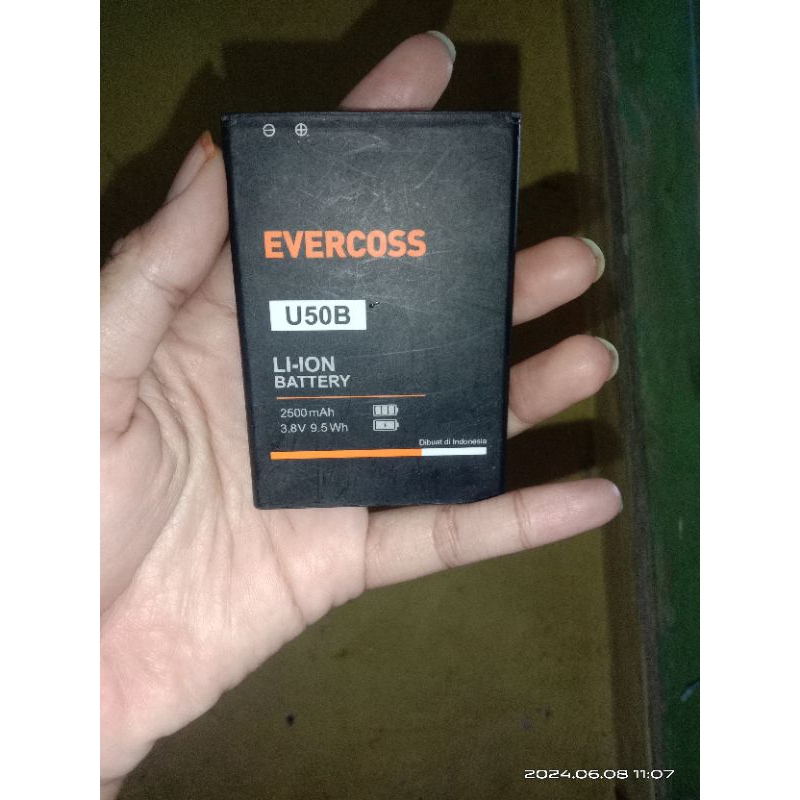 ⊖ ⊕
EVERCOSS
U50B
LI-ION
BATTERY
2500mAh
3.8V 9.5Wh
Dibuat di Indonesia
2024.06.08 11:07